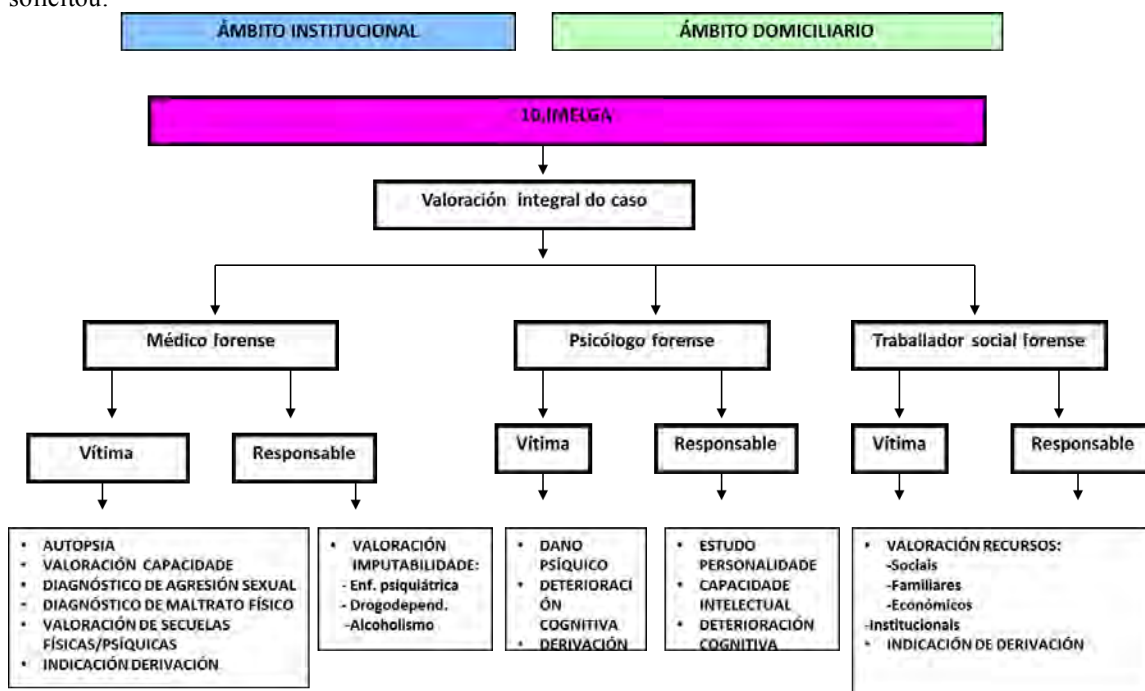 solicitou.
ÁMBITO INSTITUCIONAL
ÁMBITO DOMICILIARIO
10.IMELGA
Valoración integral do caso
Médico forense
Psicólogo forense
Traballador social forense
Vítima
Responsable
Vítima
Responsable
Vítima
Responsable
• AUTOPSIA
• VALORACIÓN CAPACIDADE
• DIAGNÓSTICO DE AGRESIÓN SEXUAL
• DIAGNÓSTICO DE MALTRATO FÍSICO
• VALORACIÓN DE SECUELAS
FÍSICAS/PSÍQUICAS
• INDICACIÓN DERIVACIÓN
• VALORACIÓN
IMPUTABILIDADE:
- Enf. psiquiátrica
- Drogodepend.
-Alcoholismo
• DANO
PSÍQUICO
• DETERIORACI
ÓN
COGNITIVA
• DERIVACIÓN
• ESTUDO
PERSONALIDADE
• CAPACIDADE
INTELECTUAL
• DETERIORACIÓN
COGNITIVA
• VALORACIÓN RECURSOS:
-Sociais
-Familiares
-Económicos
-Institucionais
• INDICACIÓN DE DERIVACIÓN